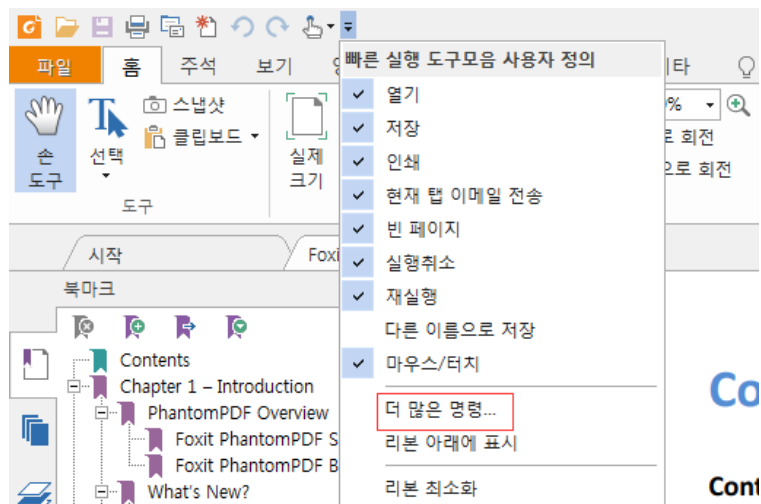 빠른 실행 도구모음 사용자 정의
파일
홈
주석
보기
기타
열기
저장
인쇄
현재 탭 이메일 전송
빈 페이지
실행취소
재실행
다른 이름으로 저장
마우스/터치
더 많은 명령...
리본 아래에 표시
리본 최소화
손
도구
선택
스냅샷
클립보드
실제
크기
도구
%
회전
으로 회전
시작
Foxi
북마크
Contents
Chapter 1 – Introduction
PhantomPDF Overview
Foxit PhantomPDF S
Foxit PhantomPDF B
What's New?
Co
Cont